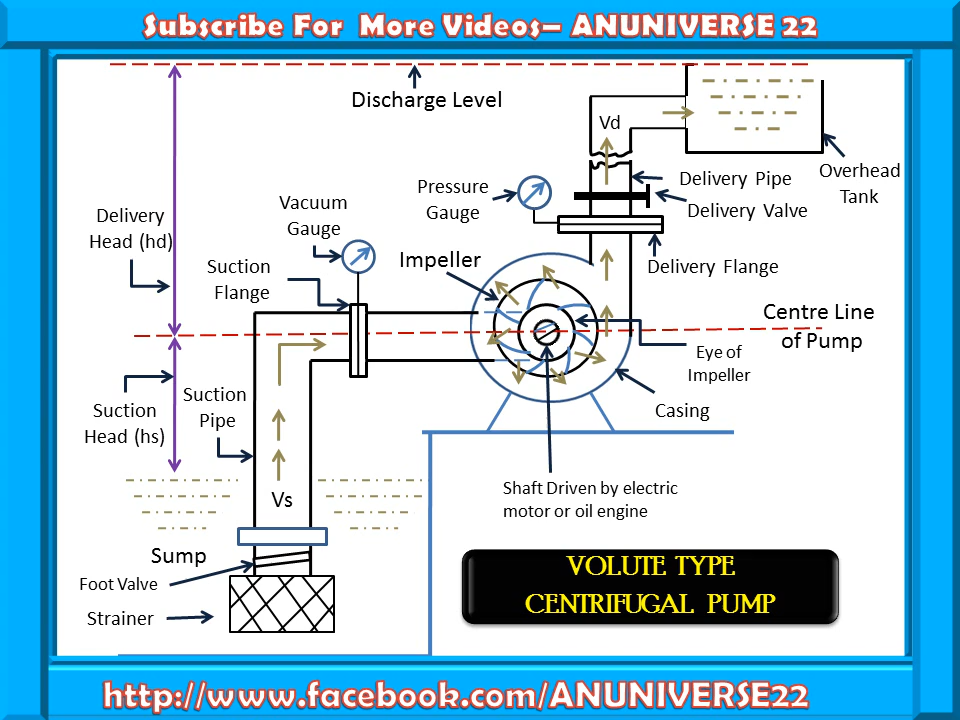 Subscribe For More Videos– ANUNIVERSE 22
Discharge Level
Vd
Overhead
Tank
Pressure
Gauge
Delivery Pipe
Delivery Valve
Vacuum
Gauge
Delivery
Head (hd)
Suction
Flange
Impeller
Delivery Flange
Centre Line
of Pump
Eye of
Impeller
Casing
Suction
Head (hs)
Suction
Pipe
Vs
Shaft Driven by electric
motor or oil engine
Sump
Foot Valve
Strainer
VOLUTE TYPE
CENTRIFUGAL PUMP
http://www.facebook.com/ANUNIVERSE22